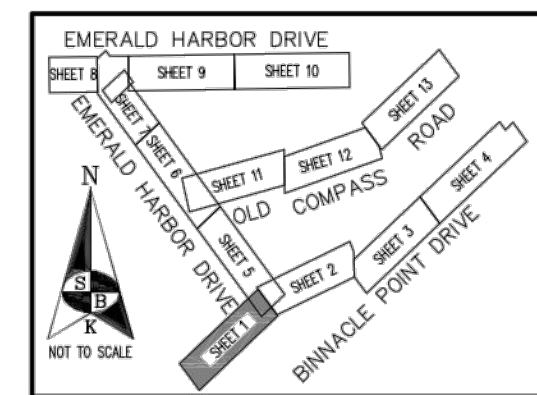 EMERALD HARBOR DRIVE
SHEET 8
SHEET 9
SHEET 10
SHEET 7
SHEET 6
EMERALD HARBOR DRIVE
SHEET 11
SHEET 12
SHEET 13
OLD COMPASS ROAD
SHEET 5
SHEET 1
SHEET 2
SHEET 3
SHEET 4
BINNACLE POINT DRIVE
N
S
B
K
NOT TO SCALE